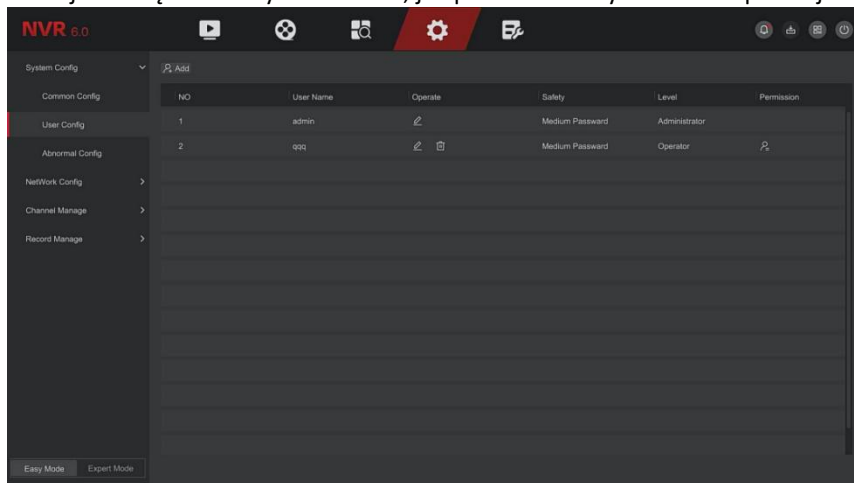 NVR 6.0
System Config
Add
Common Config
NO User Name Operate Safety Level Permission
User Config
1 admin Medium Passward Administrator
2 qqq Medium Passward Operator
Abnormal Config
NetWork Config
Channel Manage
Record Manage
Easy Mode Expert Mode